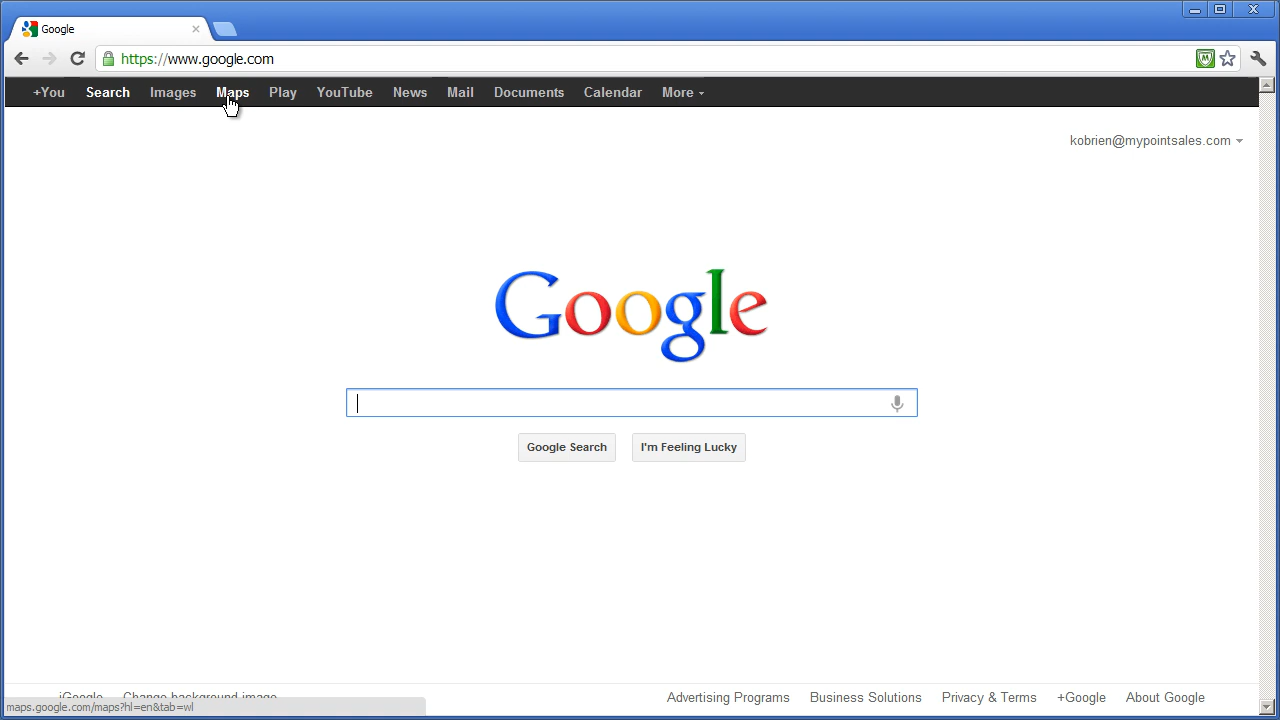 Google
https://www.google.com
+You Search Images Maps Play YouTube News Mail Documents Calendar More
kobrien@mypointsales.com
Google
Google Search I'm Feeling Lucky
iGoogle Change background image Advertising Programs Business Solutions Privacy & Terms +Google About Google
maps.google.com/maps?hl=en&tab=wl